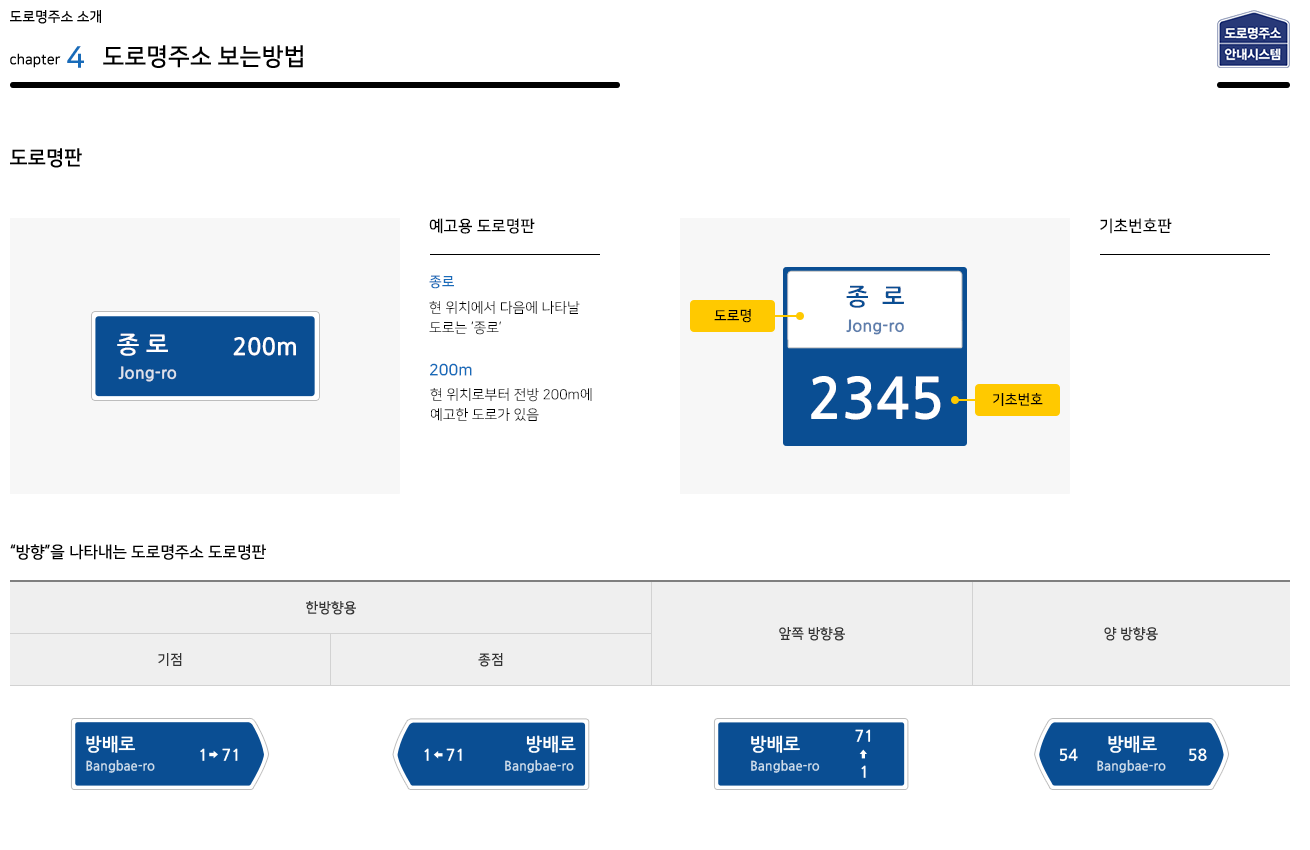 도로명주소 소개
chapter 4 도로명주소 보는방법
도로명주소
안내시스템
도로명판
종 로
Jong-ro
200m
예고용 도로명판
종로
현 위치에서 다음에 나타날
도로는 ‘종로’
200m
현 위치로부터 전방 200m에
예고한 도로가 있음
도로명
종 로
Jong-ro
2345
기초번호
기초번호판
“방향”을 나타내는 도로명주소 도로명판
한방향용
앞쪽 방향용
양 방향용
기점
종점
방배로
Bangbae-ro
1➡71
1⬅71
방배로
Bangbae-ro
방배로
Bangbae-ro
71
⬆
1
54
방배로
Bangbae-ro
58